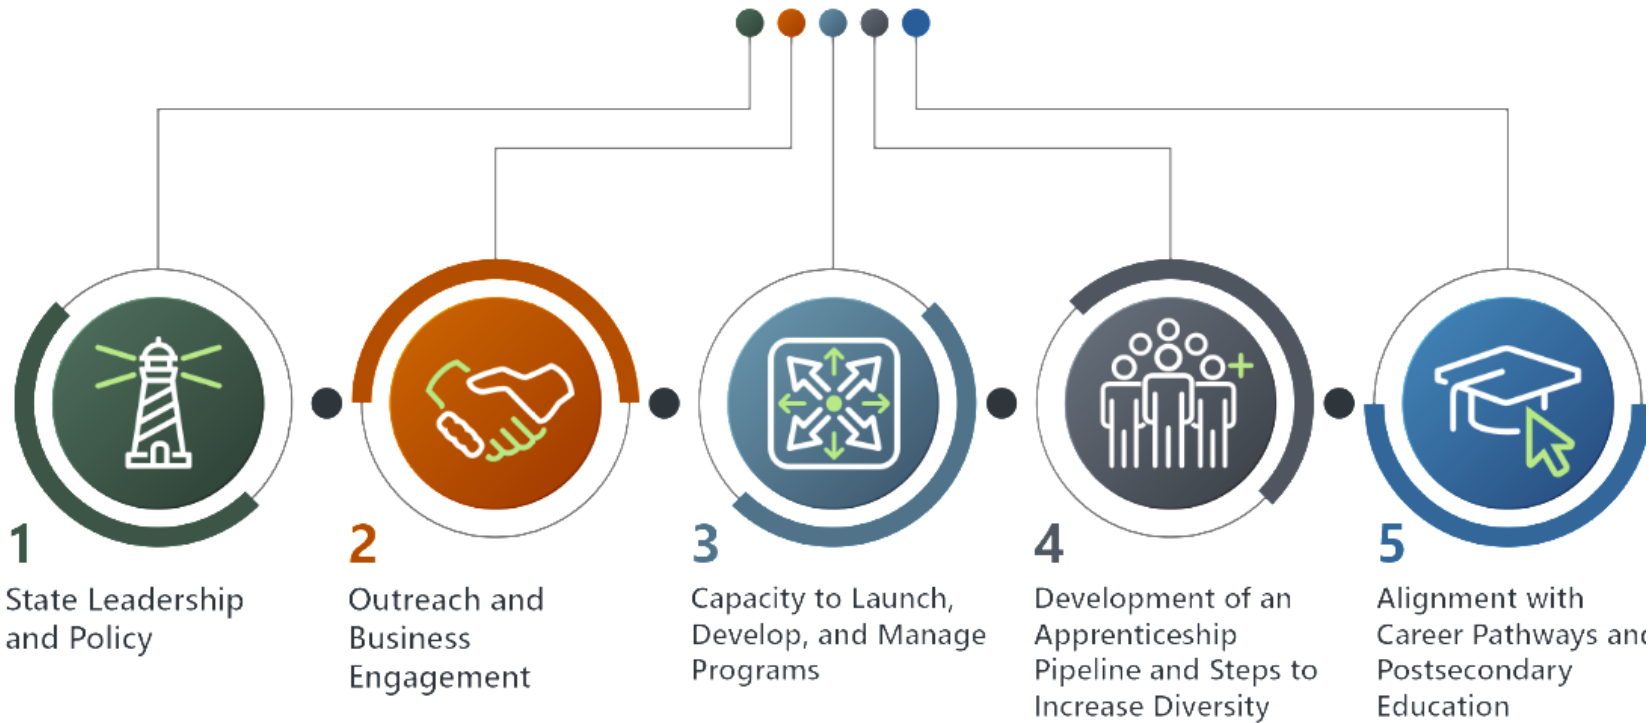 1
State Leadership
and Policy
2
Outreach and
Business
Engagement
3
Capacity to Launch,
Develop, and Manage
Programs
4
Development of an
Apprenticeship
Pipeline and Steps to
Increase Diversity
5
Alignment with
Career Pathways and
Postsecondary
Education